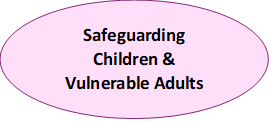 Safeguarding
Children &
Vulnerable Adults